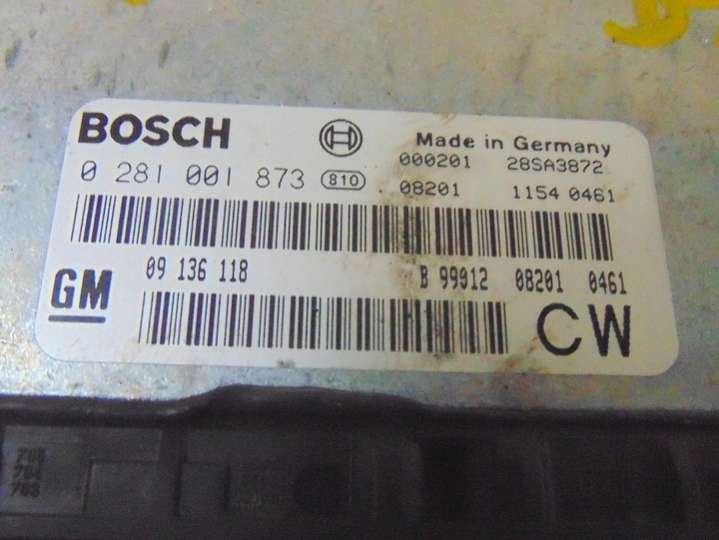 BOSCH
Made in Germany
0 281 001 873 810
000201 28SA3872
08201 1154 0461
GM
09 136 118
B 99912 08201 0461
CW